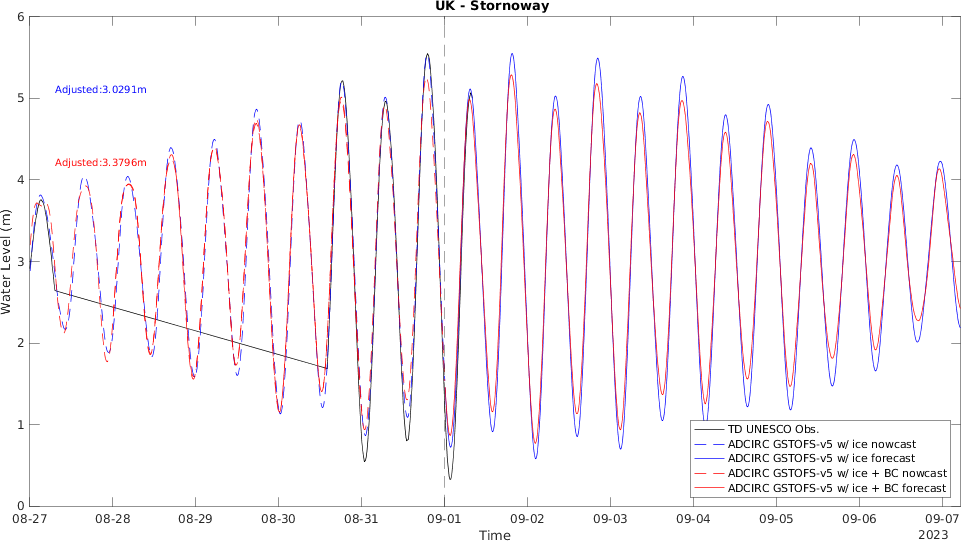 UK - Stornoway
6
5
4
3
2
1
0
Water Level (m)
Adjusted:3.0291m
Adjusted:3.3796m
TD UNESCO Obs.
ADCIRC GSTOFS-v5 w/ ice nowcast
ADCIRC GSTOFS-v5 w/ ice forecast
ADCIRC GSTOFS-v5 w/ ice + BC nowcast
ADCIRC GSTOFS-v5 w/ ice + BC forecast
08-27 08-28 08-29 08-30 08-31 09-01 09-02 09-03 09-04 09-05 09-06 09-07
Time
2023